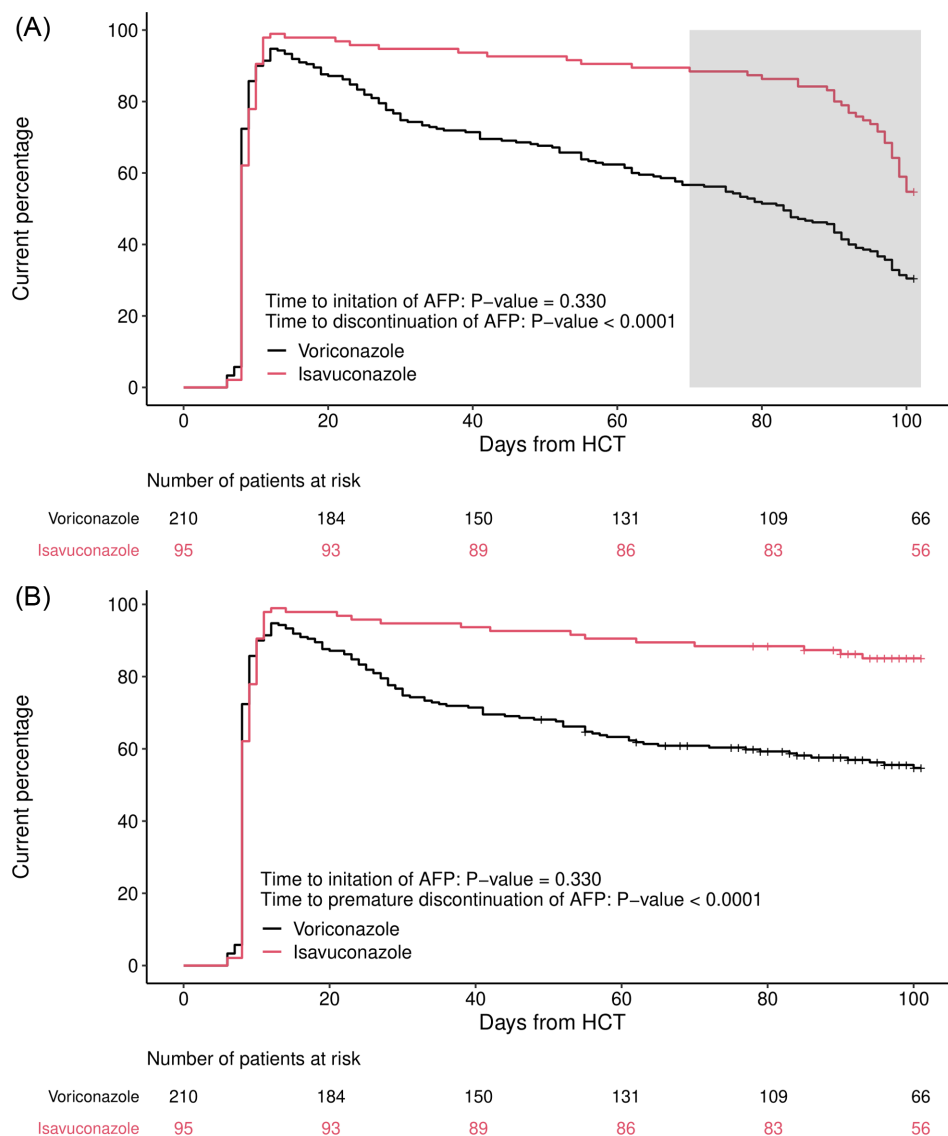 (A)
100
80
60
40
20
0
Current percentage
Time to initation of AFP: P−value = 0.330
Time to discontinuation of AFP: P−value < 0.0001
Voriconazole
Isavuconazole
0 20 40 60 80 100
Days from HCT
Number of patients at risk
Voriconazole 210 184 150 131 109 66
Isavuconazole 95 93 89 86 83 56
(B)
100
80
60
40
20
0
Current percentage
Time to initation of AFP: P−value = 0.330
Time to premature discontinuation of AFP: P−value < 0.0001
Voriconazole
Isavuconazole
0 20 40 60 80 100
Days from HCT
Number of patients at risk
Voriconazole 210 184 150 131 109 66
Isavuconazole 95 93 89 86 83 56